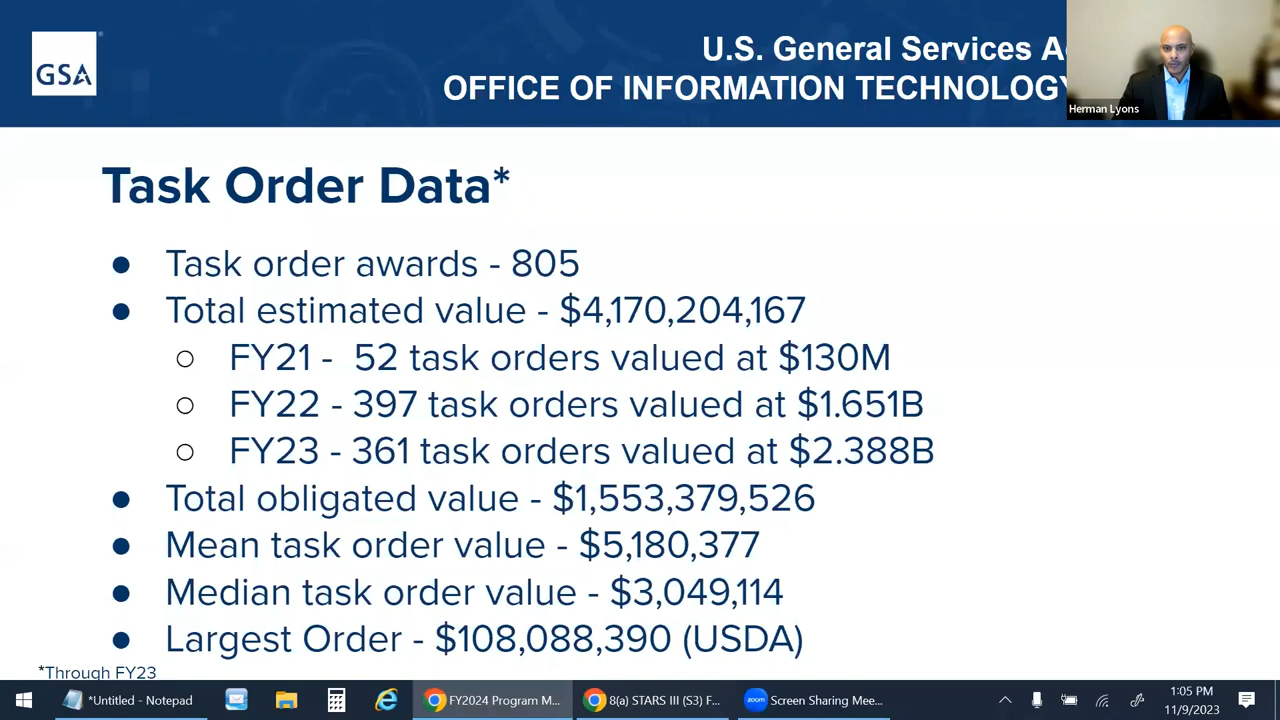 GSA
U.S. General Services A
OFFICE OF INFORMATION TECHNOLOGY
Herman Lyons
Task Order Data*
● Task order awards - 805
● Total estimated value - $4,170,204,167
○ FY21 - 52 task orders valued at $130M
○ FY22 - 397 task orders valued at $1.651B
○ FY23 - 361 task orders valued at $2.388B
● Total obligated value - $1,553,379,526
● Mean task order value - $5,180,377
● Median task order value - $3,049,114
● Largest Order - $108,088,390 (USDA)
*Through FY23
*Untitled - Notepad
FY2024 Program M...
8(a) STARS III (S3) F...
zoom
Screen Sharing Mee...
1:05 PM
11/9/2023